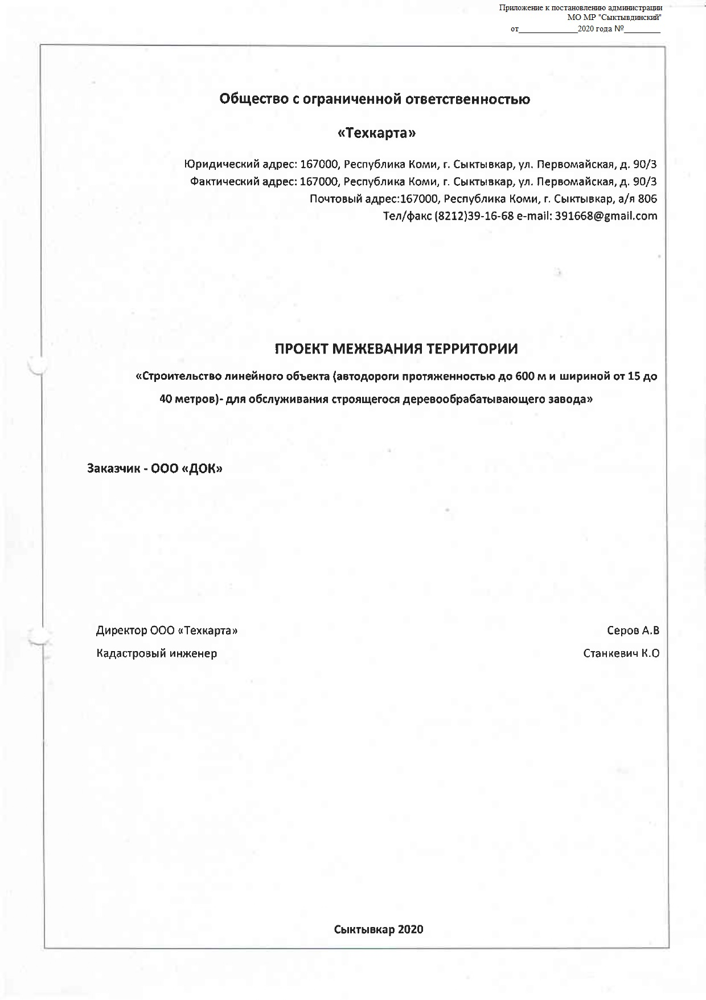 Приложение к постановлению администрации
МО МР "Сыктывдинский"
от_______________2020 года №_________
Общество с ограниченной ответственностью
«Техкарта»
Юридический адрес: 167000, Республика Коми, г. Сыктывкар, ул. Первомайская, д. 90/3
Фактический адрес: 167000, Республика Коми, г. Сыктывкар, ул. Первомайская, д. 90/3
Почтовый адрес:167000, Республика Коми, г. Сыктывкар, а/я 806
Тел/факс (8212)39-16-68 e-mail: 391668@gmail.com
ПРОЕКТ МЕЖЕВАНИЯ ТЕРРИТОРИИ
«Строительство линейного объекта (автодороги протяженностью до 600 м и шириной от 15 до
40 метров)- для обслуживания строящегося деревообрабатывающего завода»
Заказчик - ООО «ДОК»
Директор ООО «Техкарта» Серов А.В
Кадастровый инженер Станкевич К.О
Сыктывкар 2020